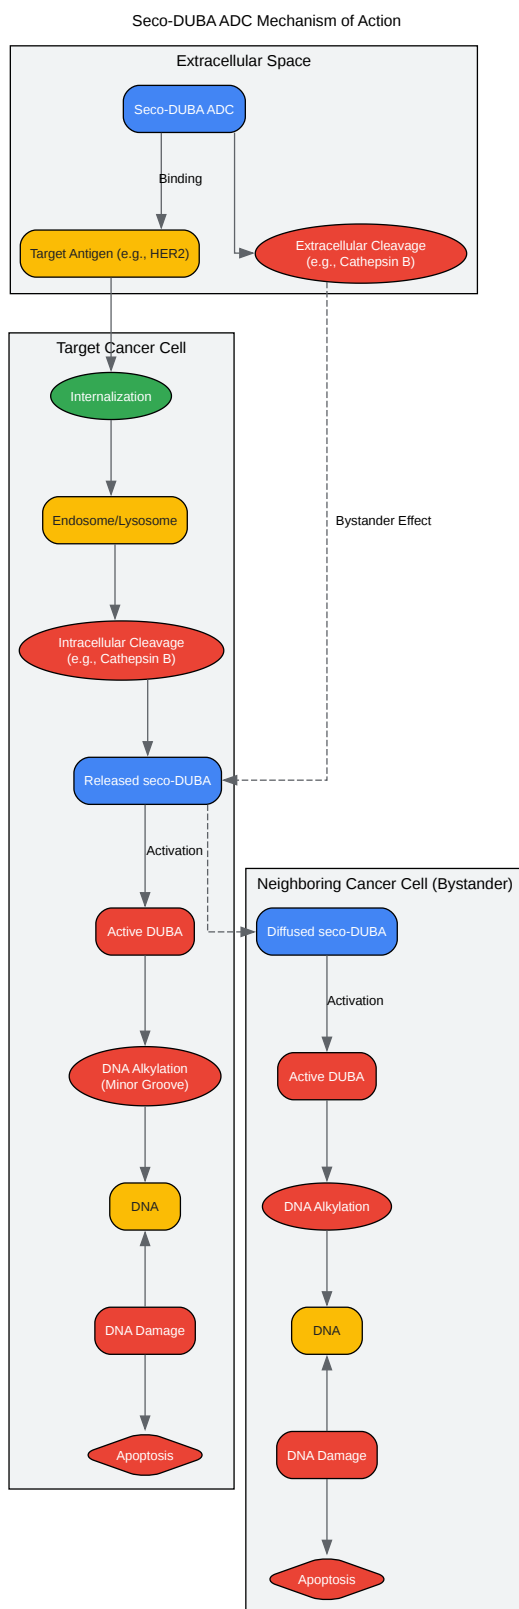 Seco-DUBA ADC Mechanism of Action
Extracellular Space
Seco-DUBA ADC
Binding
Target Antigen (e.g., HER2)
Extracellular Cleavage
(e.g., Cathepsin B)
Target Cancer Cell
Internalization
Endosome/Lysosome
Bystander Effect
Intracellular Cleavage
(e.g., Cathepsin B)
Released seco-DUBA
Activation
Active DUBA
DNA Alkylation
(Minor Groove)
DNA
DNA Damage
Apoptosis
Neighboring Cancer Cell (Bystander)
Diffused seco-DUBA
Activation
Active DUBA
DNA Alkylation
DNA
DNA Damage
Apoptosis